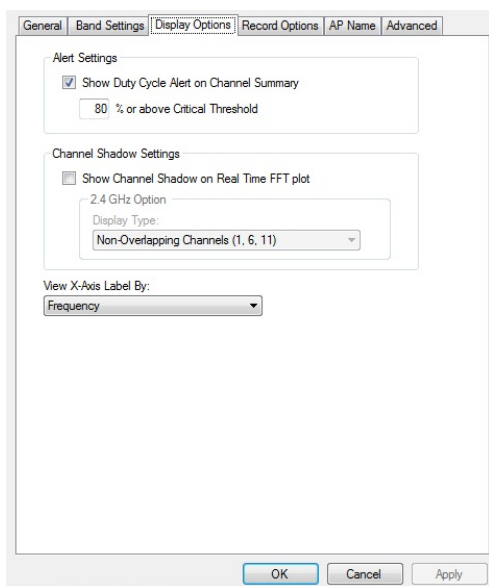 General Band Settings Display Options Record Options AP Name Advanced
Alert Settings
Show Duty Cycle Alert on Channel Summary
80 % or above Critical Threshold
Channel Shadow Settings
Show Channel Shadow on Real Time FFT plot
2.4 GHz Option
Display Type:
Non-Overlapping Channels (1, 6, 11)
View X-Axis Label By:
Frequency
OK Cancel Apply